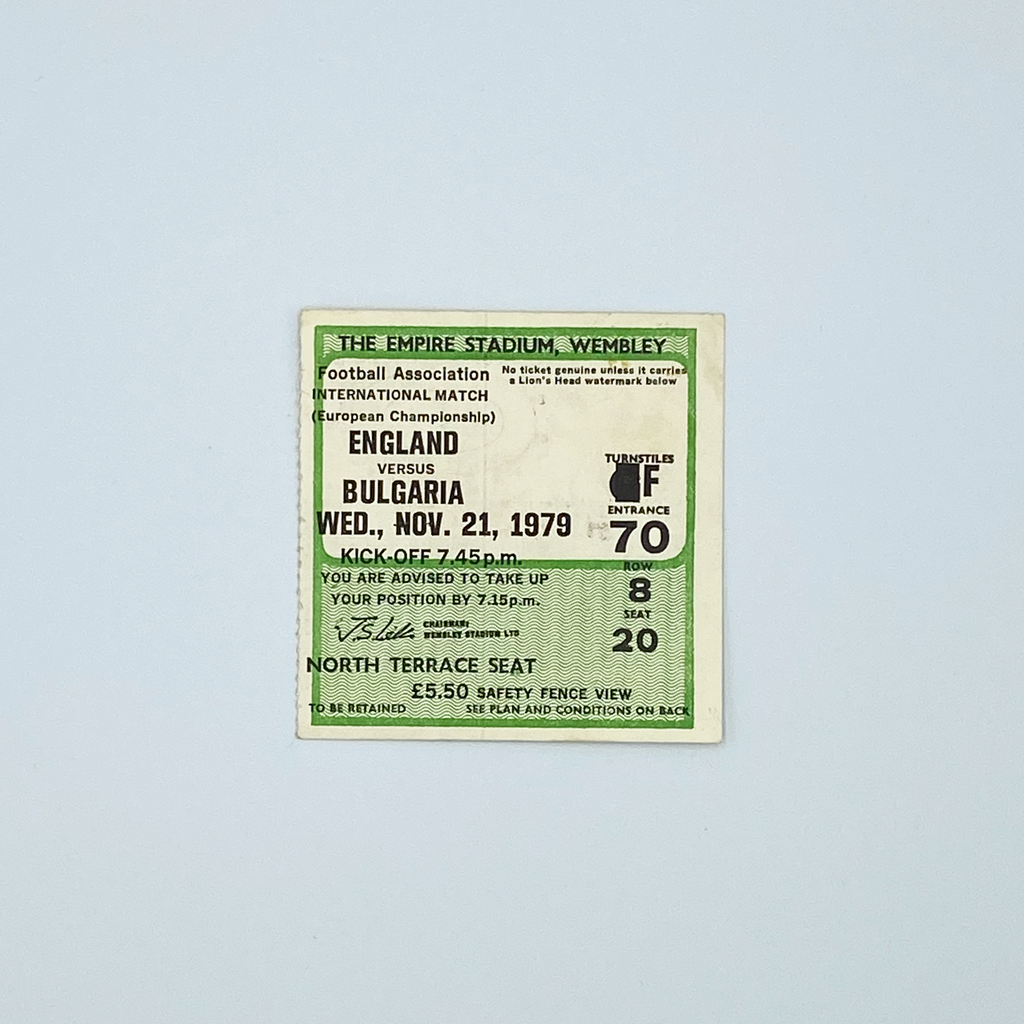 THE EMPIRE STADIUM, WEMBLEY
Football Association
INTERNATIONAL MATCH
(European Championship)
ENGLAND
VERSUS
BULGARIA
WED., NOV. 21, 1979
KICK-OFF 7.45 p.m.
YOU ARE ADVISED TO TAKE UP
YOUR POSITION BY 7.15p.m.
CHAIRMAN:
WEMBLEY STADIUM LTD
NORTH TERRACE SEAT
£5.50 SAFETY FENCE VIEW
TO BE RETAINED
SEE PLAN AND CONDITIONS ON BACK
No ticket genuine unless it carries
a Lion's Head watermark below
TURNSTILES
F
ENTRANCE
70
ROW
8
SEAT
20